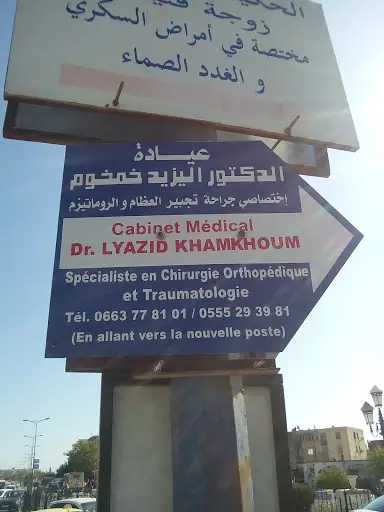 الحكيمة
زوجة
مختصة في أمراض السكري
و الغدد الصماء
عيادة
الدكتور اليزيد خمخوم
إختصاصي جراحة تجبير العظام و الروماتيزم
Cabinet Médical
Dr. LYAZID KHAMKHOUM
Spécialiste en Chirurgie Orthopédique
et Traumatologie
Tél. 0663 77 81 01 / 0555 29 39 81
(En allant vers la nouvelle poste)